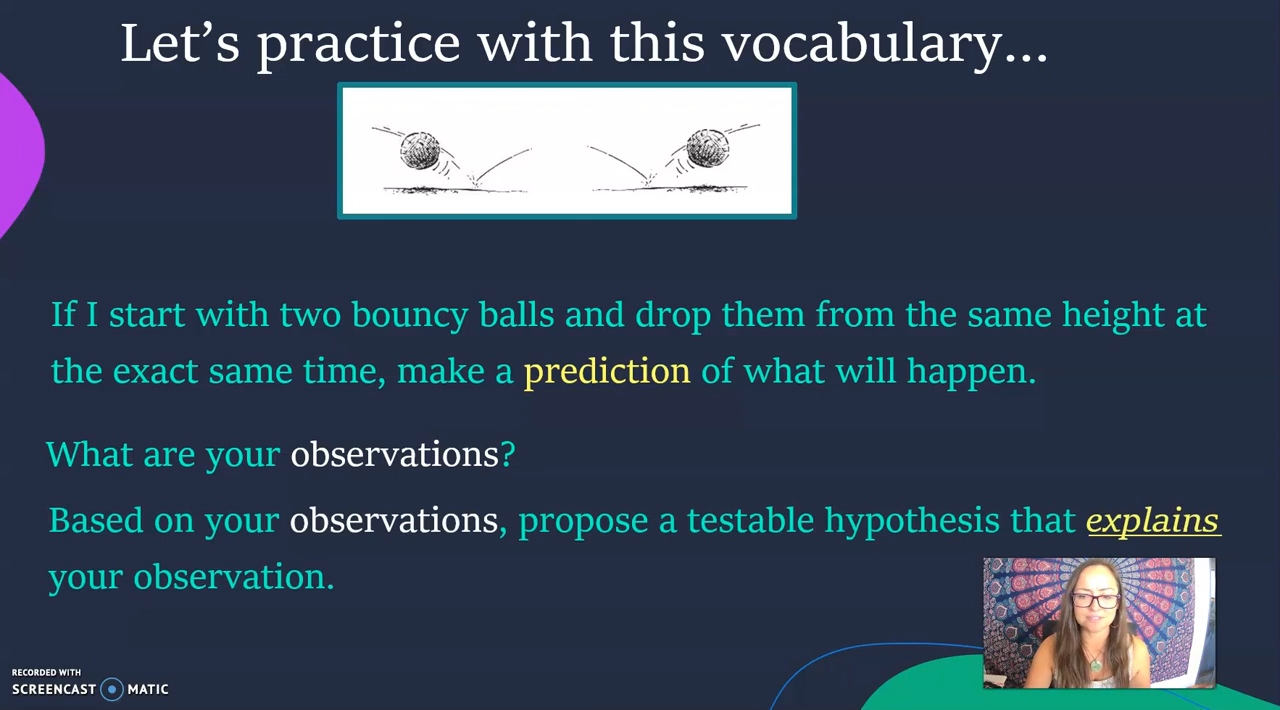 Let’s practice with this vocabulary...
If I start with two bouncy balls and drop them from the same height at
the exact same time, make a prediction of what will happen.
What are your observations?
Based on your observations, propose a testable hypothesis that explains
your observation.
RECORDED WITH
SCREENCAST MATIC